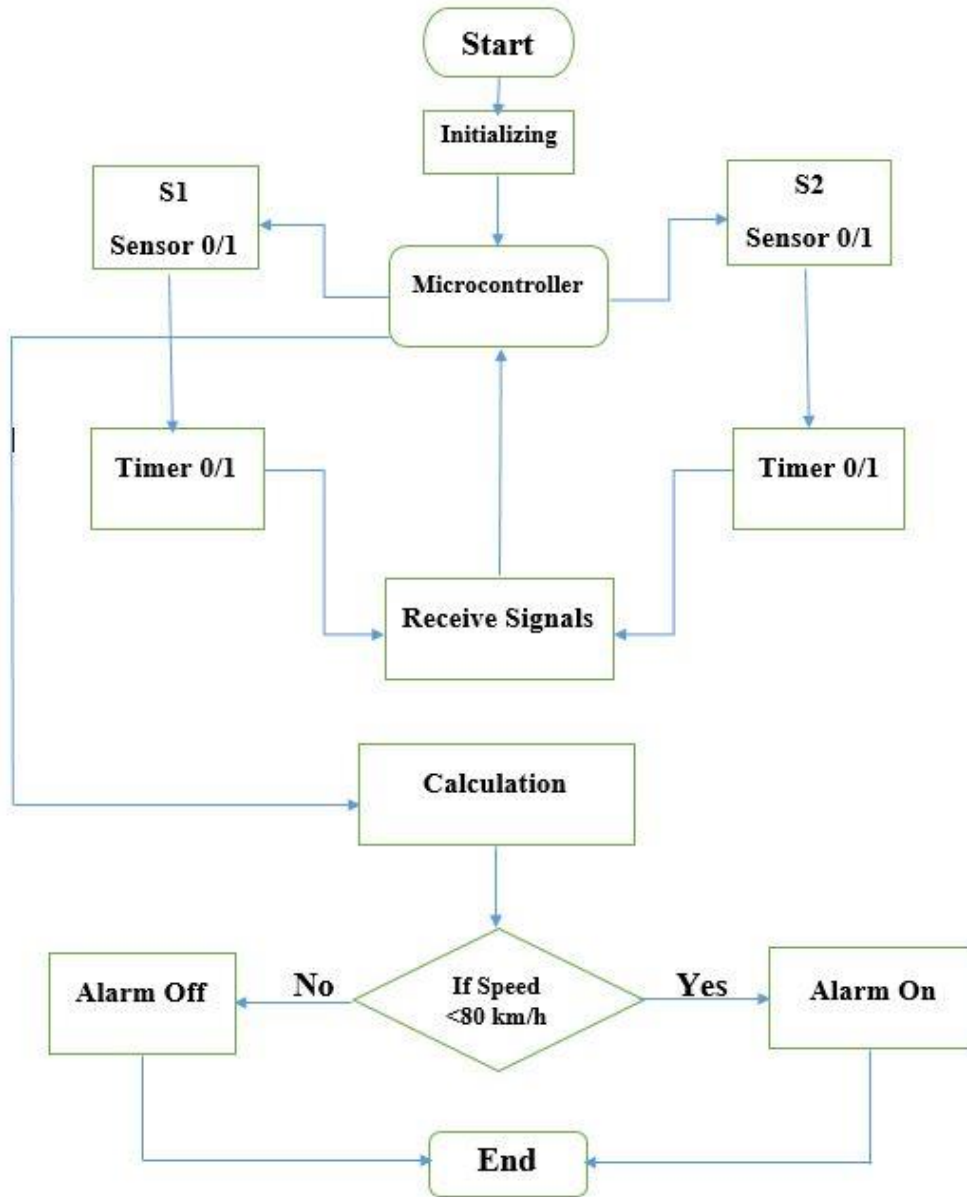 Start
Initializing
S1
Sensor 0/1
S2
Sensor 0/1
Microcontroller
Timer 0/1
Timer 0/1
Receive Signals
Calculation
If Speed
<80 km/h
No
Yes
Alarm Off
Alarm On
End